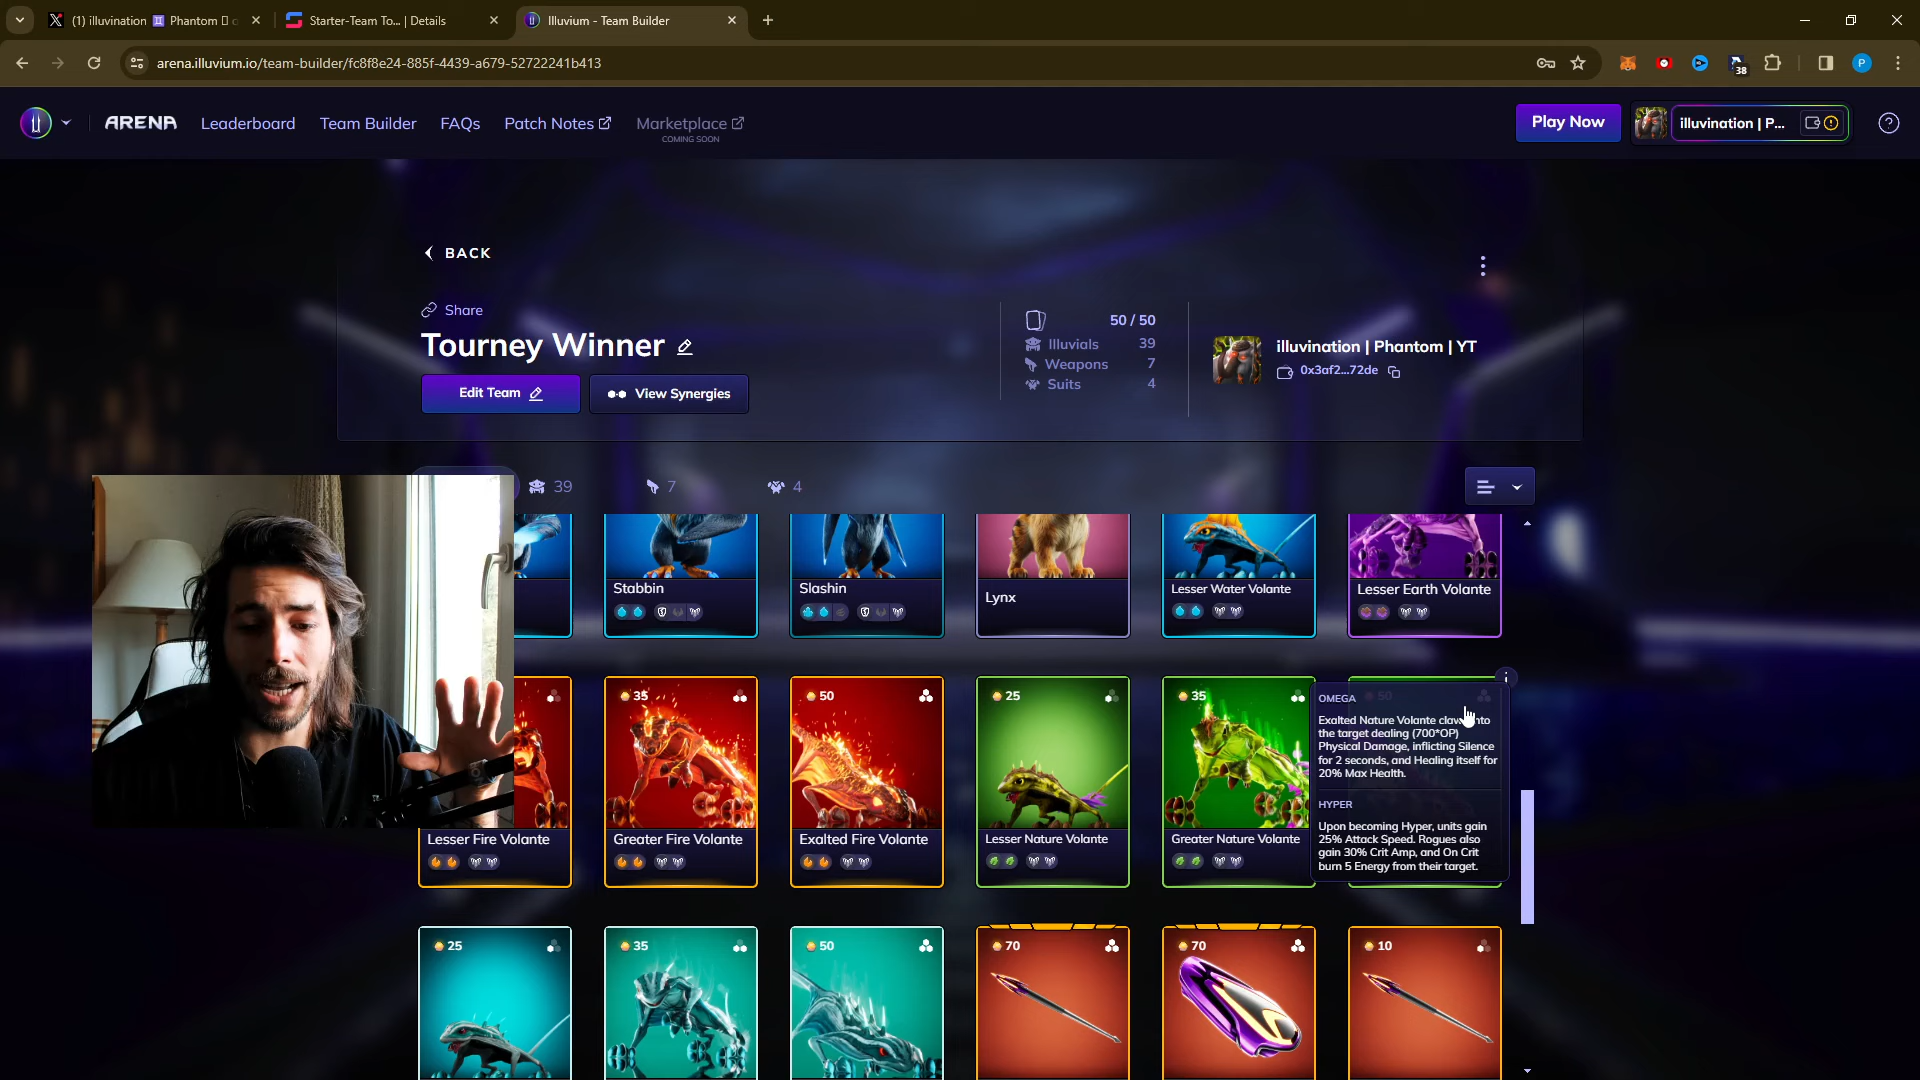 (1) illuvination Phantom
Starter-Team To... | Details
Illuvium - Team Builder
arena.illuvium.io/team-builder/fc8f8e24-885f-4439-a679-52722241b413
38
P
ARENA
Leaderboard
Team Builder
FAQs
Patch Notes
Marketplace
COMING SOON
Play Now
illuvination | P...
BACK
Share
Tourney Winner
Edit Team
View Synergies
50 / 50
Illuvials 39
Weapons 7
Suits 4
illuvination | Phantom | YT
0x3af2...72de
39
7
4
Stabbin
Slashin
Lynx
Lesser Water Volante
Lesser Earth Volante
35
50
25
35
50
OMEGA
Exalted Nature Volante claws into
the target dealing (700*OP)
Physical Damage, inflicting Silence
for 2 seconds, and Healing itself for
20% Max Health.
HYPER
Upon becoming Hyper, units gain
25% Attack Speed. Rogues also
gain 30% Crit Amp, and On Crit
burn 5 Energy from their target.
Lesser Fire Volante
Greater Fire Volante
Exalted Fire Volante
Lesser Nature Volante
Greater Nature Volante
25
35
50
70
70
10